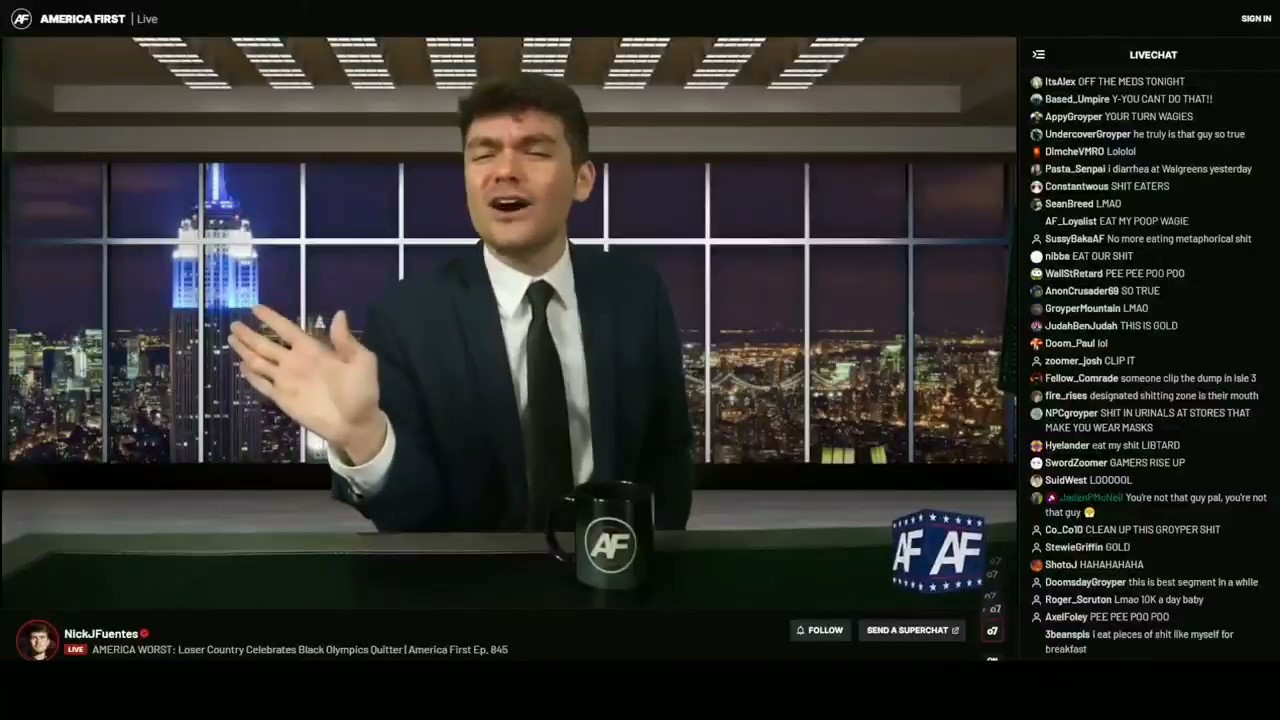 AF AMERICA FIRST | Live
SIGN IN
LIVECHAT
ItsAlex OFF THE MEDS TONIGHT
Based_Umpire Y-YOU CANT DO THAT!!
AppyGroyper YOUR TURN WAGIES
UndercoverGroyper he truly is that guy so true
DimcheVMRO Lololol
Pasta_Senpai i diarrhea at Walgreens yesterday
Constantwous SHIT EATERS
SeanBreed LMAO
AF_Loyalist EAT MY POOP WAGIE
SussyBakaAF No more eating metaphorical shit
nibba EAT OUR SHIT
WallStRetard PEE PEE POO POO
AnonCrusader69 SO TRUE
GroyperMountain LMAO
JudahBenJudah THIS IS GOLD
Doom_Paul lol
zoomer_josh CLIP IT
Fellow_Comrade someone clip the dump in isle 3
fire_rises designated shitting zone is their mouth
NPCgroyper SHIT IN URINALS AT STORES THAT
MAKE YOU WEAR MASKS
Hyelander eat my shit LIBTARD
SwordZoomer GAMERS RISE UP
SuidWest LOOOOOL
JadenPMcNeil You're not that guy pal, you're not
that guy 😤
Co_Co10 CLEAN UP THIS GROYPER SHIT
StewieGriffin GOLD
ShotoJ HAHAHAHAHA
DoomsdayGroyper this is best segment in a while
Roger_Scruton Lmao 10K a day baby
AxelFoley PEE PEE POO POO
3beanspls i eat pieces of shit like myself for
breakfast
AF
AF AF
o7
o7
o7
o7
o7
NickJFuentes
FOLLOW
SEND A SUPERCHAT
LIVE AMERICA WORST: Loser Country Celebrates Black Olympics Quitter | America First Ep. 845